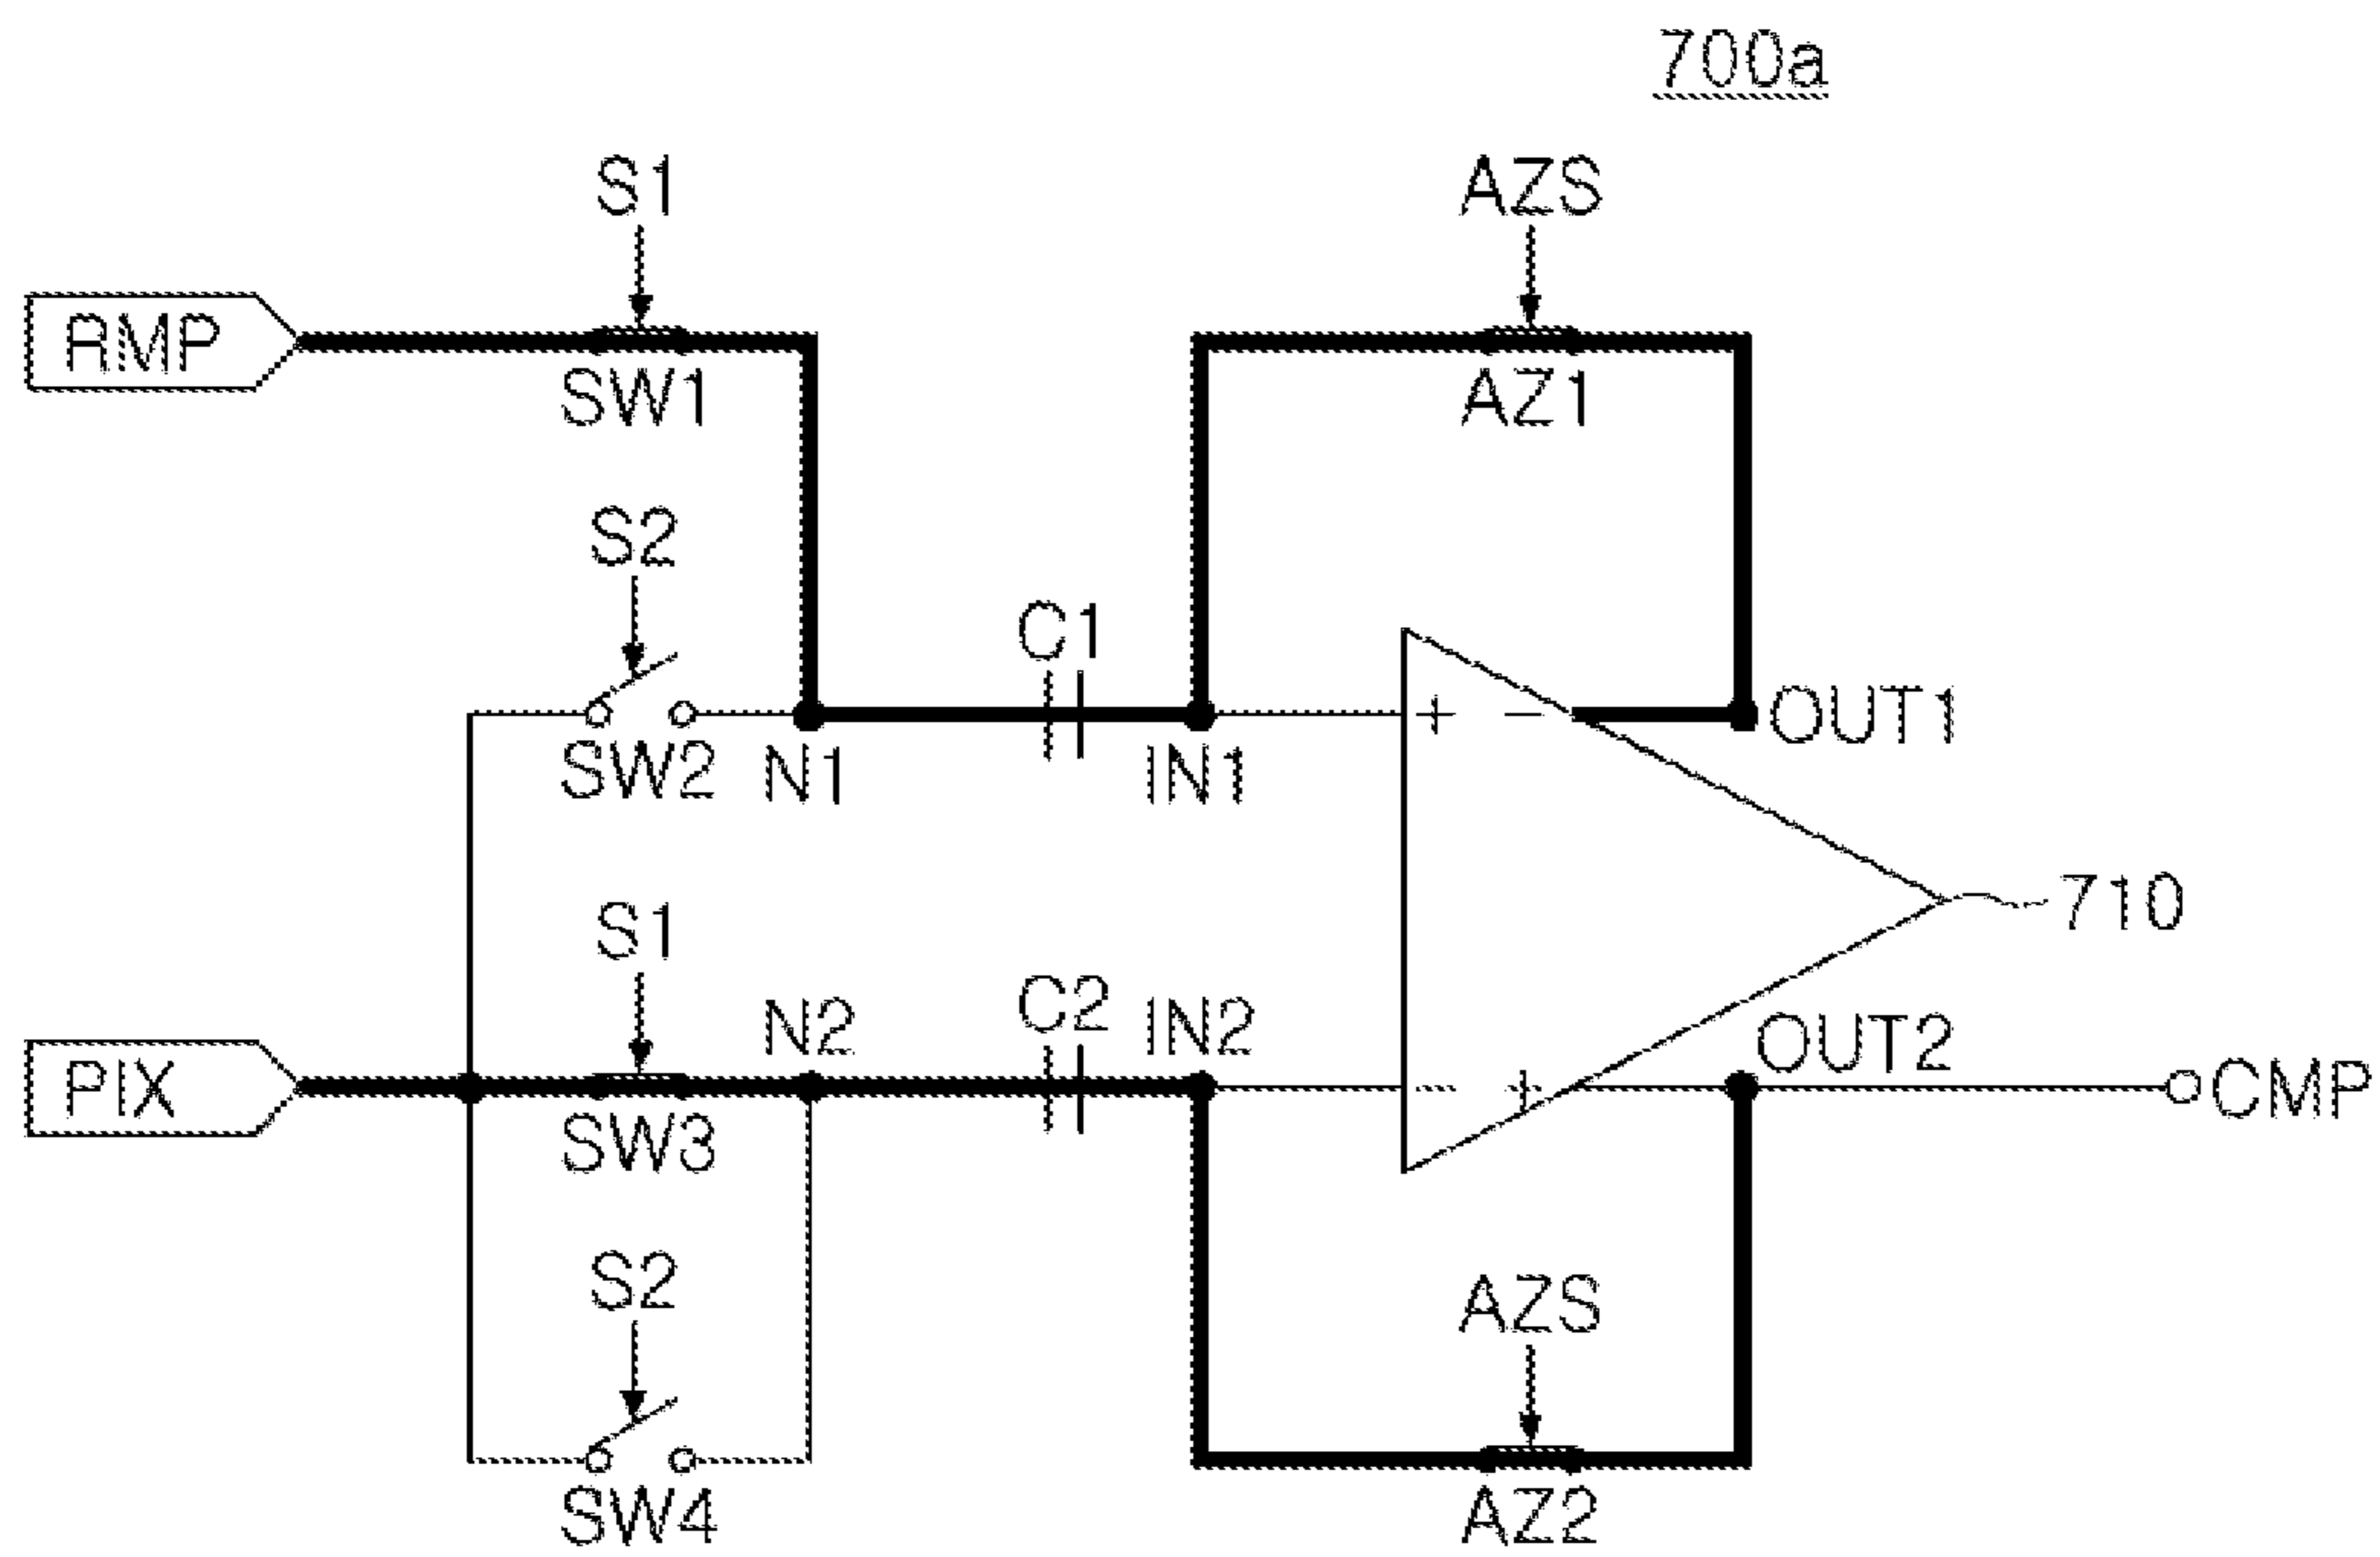 700a
S1
AZS
RMP
SW1
AZ1
S2
C1
+
−
OUT1
SW2
N1
IN1
710
S1
N2
C2
IN2
OUT2
PIX
−
+
CMP
SW3
S2
AZS
SW4
AZ2